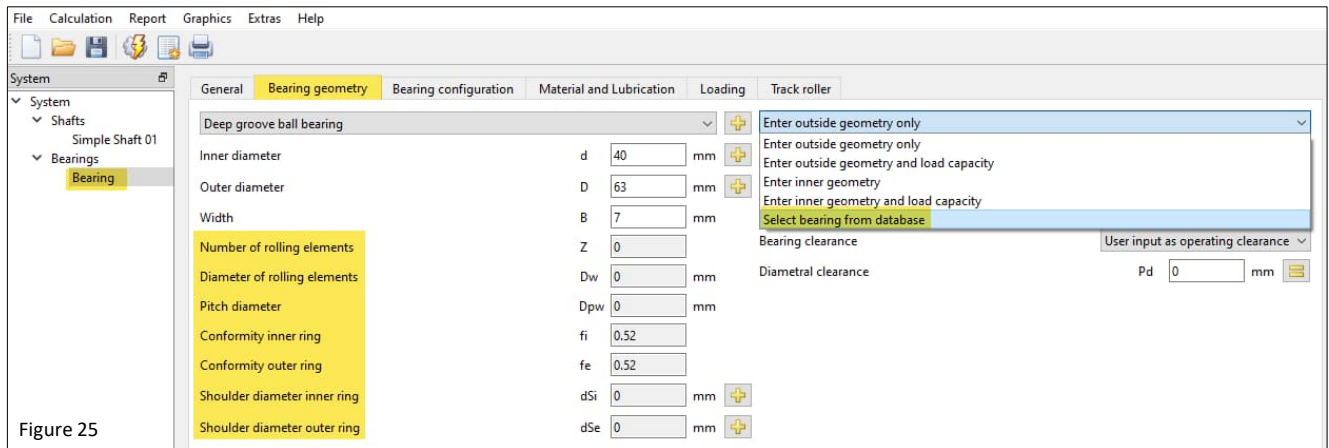 File Calculation Report Graphics Extras Help
System
System
Shafts
Simple Shaft 01
Bearings
Bearing
General Bearing geometry Bearing configuration Material and Lubrication Loading Track roller
Deep groove ball bearing
Inner diameter d 40 mm
Outer diameter D 63 mm
Width B 7 mm
Number of rolling elements Z 0
Diameter of rolling elements Dw 0 mm
Pitch diameter Dpw 0 mm
Conformity inner ring fi 0.52
Conformity outer ring fe 0.52
Shoulder diameter inner ring dSi 0 mm
Shoulder diameter outer ring dSe 0 mm
Enter outside geometry only
Enter outside geometry only
Enter outside geometry and load capacity
Enter inner geometry
Enter inner geometry and load capacity
Select bearing from database
Bearing clearance User input as operating clearance
Diametral clearance Pd 0 mm
Figure 25